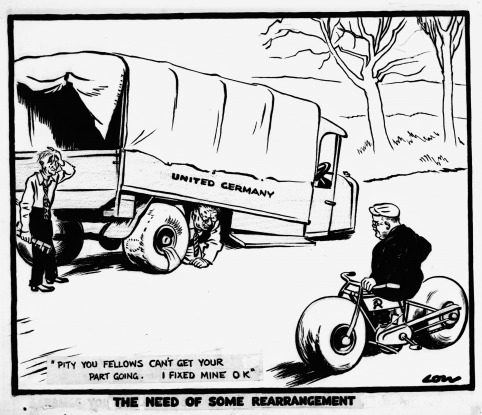 UNITED GERMANY
R
"PITY YOU FELLOWS CAN'T GET YOUR
PART GOING. I FIXED MINE O K"
LOW
THE NEED OF SOME REARRANGEMENT